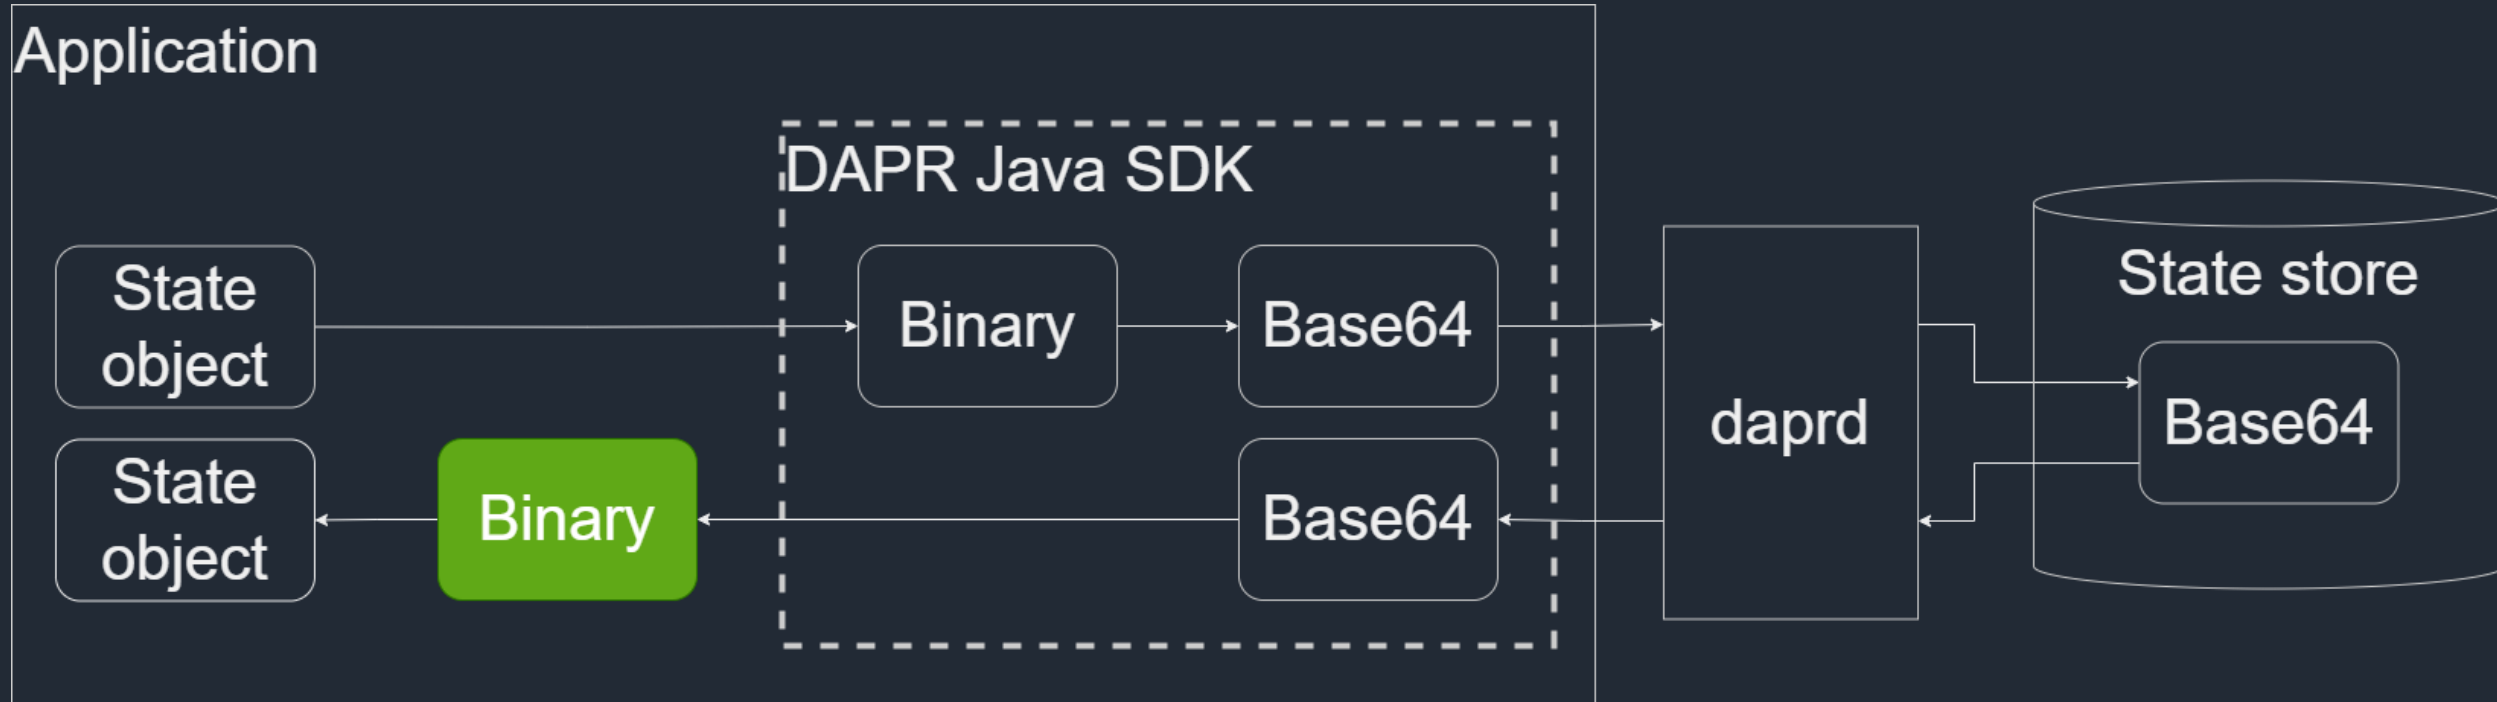 Application
DAPR Java SDK
State
object
Binary
Base64
daprd
State store
Base64
State
object
Binary
Base64